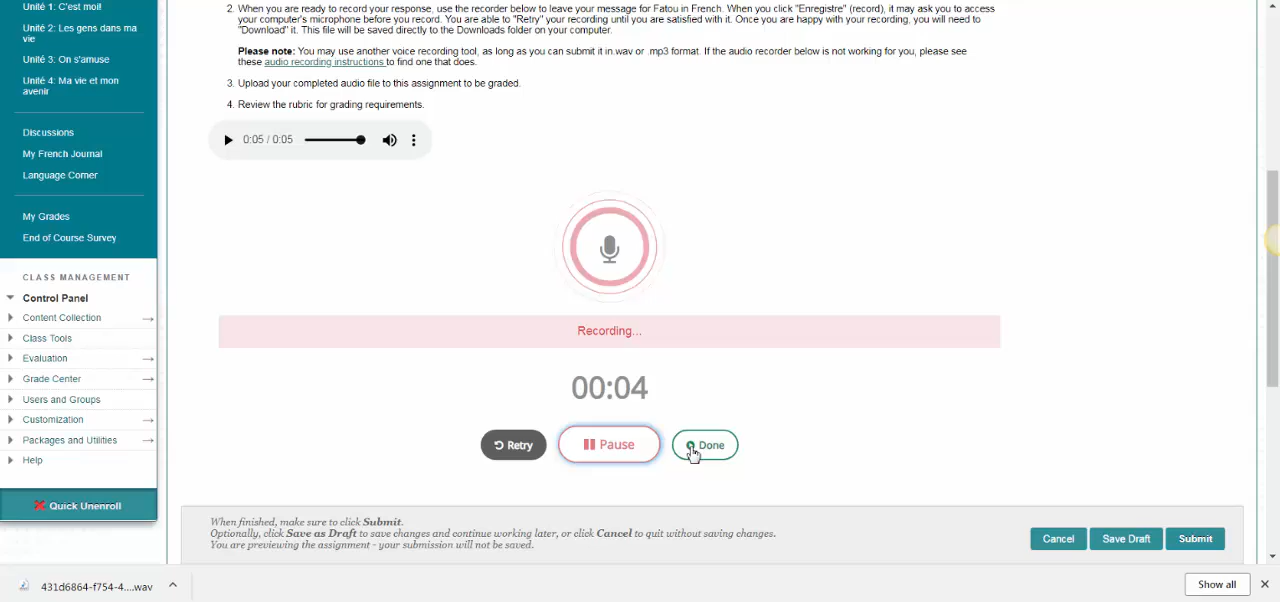 Unité 1: C'est moi!
Unité 2: Les gens dans ma
vie
Unité 3: On s'amuse
Unité 4: Ma vie et mon
avenir
Discussions
My French Journal
Language Corner
My Grades
End of Course Survey
CLASS MANAGEMENT
Control Panel
Content Collection
Class Tools
Evaluation
Grade Center
Users and Groups
Customization
Packages and Utilities
Help
Quick Unenroll
2. When you are ready to record your response, use the recorder below to leave your message for Fatou in French. When you click "Enregistre" (record), it may ask you to access
your computer's microphone before you record. You are able to "Retry" your recording until you are satisfied with it. Once you are happy with your recording, you will need to
"Download" it. This file will be saved directly to the Downloads folder on your computer.
Please note: You may use another voice recording tool, as long as you can submit it in.wav or .mp3 format. If the audio recorder below is not working for you, please see
these audio recording instructions to find one that does.
3. Upload your completed audio file to this assignment to be graded.
4. Review the rubric for grading requirements.
0:05 / 0:05
Recording...
00:04
Retry
Pause
Done
When finished, make sure to click Submit.
Optionally, click Save as Draft to save changes and continue working later, or click Cancel to quit without saving changes.
You are previewing the assignment - your submission will not be saved.
Cancel
Save Draft
Submit
431d6864-f754-4....wav
Show all